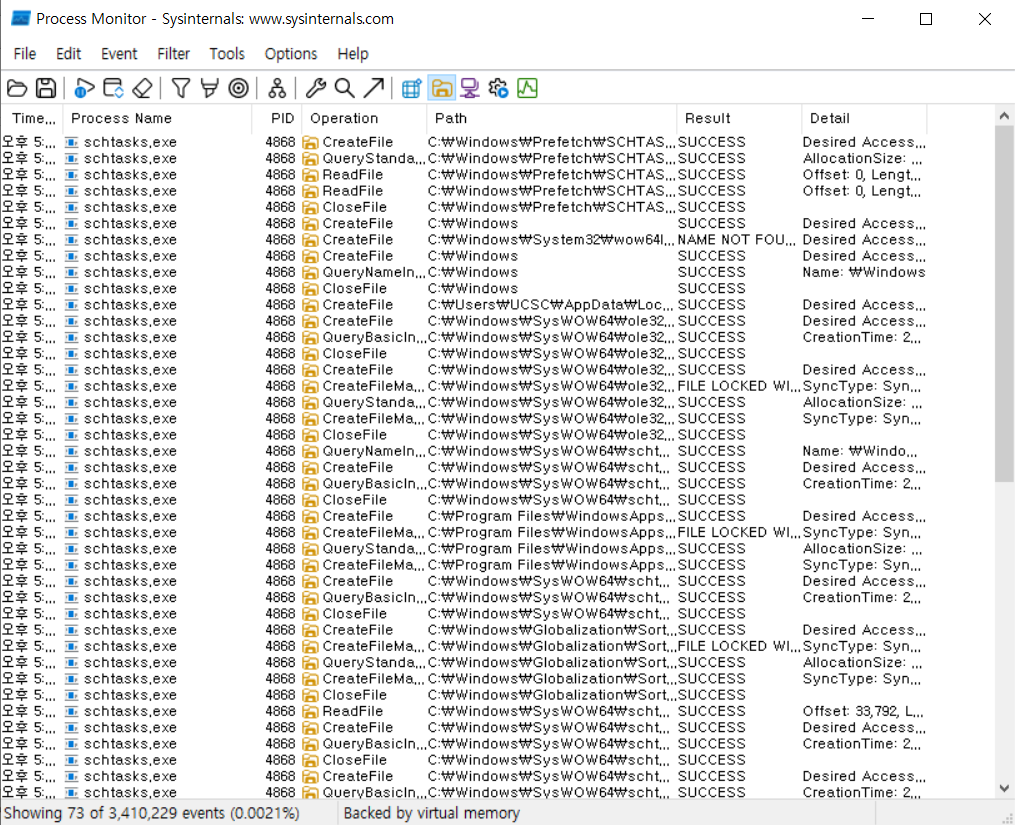 Process Monitor - Sysinternals: www.sysinternals.com
File Edit Event Filter Tools Options Help
Time... Process Name PID Operation Path Result Detail
오후 5:... schtasks.exe 4868 CreateFile C:₩Windows₩Prefetch₩SCHTAS... SUCCESS Desired Access...
오후 5:... schtasks.exe 4868 QueryStanda... C:₩Windows₩Prefetch₩SCHTAS... SUCCESS AllocationSize: ...
오후 5:... schtasks.exe 4868 ReadFile C:₩Windows₩Prefetch₩SCHTAS... SUCCESS Offset: 0, Lengt...
오후 5:... schtasks.exe 4868 ReadFile C:₩Windows₩Prefetch₩SCHTAS... SUCCESS Offset: 0, Lengt...
오후 5:... schtasks.exe 4868 CloseFile C:₩Windows₩Prefetch₩SCHTAS... SUCCESS
오후 5:... schtasks.exe 4868 CreateFile C:₩Windows SUCCESS Desired Access...
오후 5:... schtasks.exe 4868 CreateFile C:₩Windows₩System32₩wow64l... NAME NOT FOU... Desired Access...
오후 5:... schtasks.exe 4868 CreateFile C:₩Windows SUCCESS Desired Access...
오후 5:... schtasks.exe 4868 QueryNameIn... C:₩Windows SUCCESS Name: ₩Windows
오후 5:... schtasks.exe 4868 CloseFile C:₩Windows SUCCESS
오후 5:... schtasks.exe 4868 CreateFile C:₩Users₩UCSC₩AppData₩Loc... SUCCESS Desired Access...
오후 5:... schtasks.exe 4868 CreateFile C:₩Windows₩SysWOW64₩ole32... SUCCESS Desired Access...
오후 5:... schtasks.exe 4868 QueryBasicIn... C:₩Windows₩SysWOW64₩ole32... SUCCESS CreationTime: 2...
오후 5:... schtasks.exe 4868 CloseFile C:₩Windows₩SysWOW64₩ole32... SUCCESS
오후 5:... schtasks.exe 4868 CreateFile C:₩Windows₩SysWOW64₩ole32... SUCCESS Desired Access...
오후 5:... schtasks.exe 4868 CreateFileMa... C:₩Windows₩SysWOW64₩ole32... FILE LOCKED WI... SyncType: Syn...
오후 5:... schtasks.exe 4868 QueryStanda... C:₩Windows₩SysWOW64₩ole32... SUCCESS AllocationSize: ...
오후 5:... schtasks.exe 4868 CreateFileMa... C:₩Windows₩SysWOW64₩ole32... SUCCESS SyncType: Syn...
오후 5:... schtasks.exe 4868 CloseFile C:₩Windows₩SysWOW64₩ole32... SUCCESS
오후 5:... schtasks.exe 4868 QueryNameIn... C:₩Windows₩SysWOW64₩scht... SUCCESS Name: ₩Windo...
오후 5:... schtasks.exe 4868 CreateFile C:₩Windows₩SysWOW64₩scht... SUCCESS Desired Access...
오후 5:... schtasks.exe 4868 QueryBasicIn... C:₩Windows₩SysWOW64₩scht... SUCCESS CreationTime: 2...
오후 5:... schtasks.exe 4868 CloseFile C:₩Windows₩SysWOW64₩scht... SUCCESS
오후 5:... schtasks.exe 4868 CreateFile C:₩Program Files₩WindowsApps... SUCCESS Desired Access...
오후 5:... schtasks.exe 4868 CreateFileMa... C:₩Program Files₩WindowsApps... FILE LOCKED WI... SyncType: Syn...
오후 5:... schtasks.exe 4868 QueryStanda... C:₩Program Files₩WindowsApps... SUCCESS AllocationSize: ...
오후 5:... schtasks.exe 4868 CreateFileMa... C:₩Program Files₩WindowsApps... SUCCESS SyncType: Syn...
오후 5:... schtasks.exe 4868 CreateFile C:₩Windows₩SysWOW64₩scht... SUCCESS Desired Access...
오후 5:... schtasks.exe 4868 QueryBasicIn... C:₩Windows₩SysWOW64₩scht... SUCCESS CreationTime: 2...
오후 5:... schtasks.exe 4868 CloseFile C:₩Windows₩SysWOW64₩scht... SUCCESS
오후 5:... schtasks.exe 4868 CreateFile C:₩Windows₩Globalization₩Sort... SUCCESS Desired Access...
오후 5:... schtasks.exe 4868 CreateFileMa... C:₩Windows₩Globalization₩Sort... FILE LOCKED WI... SyncType: Syn...
오후 5:... schtasks.exe 4868 QueryStanda... C:₩Windows₩Globalization₩Sort... SUCCESS AllocationSize: ...
오후 5:... schtasks.exe 4868 CreateFileMa... C:₩Windows₩Globalization₩Sort... SUCCESS SyncType: Syn...
오후 5:... schtasks.exe 4868 CloseFile C:₩Windows₩Globalization₩Sort... SUCCESS
오후 5:... schtasks.exe 4868 ReadFile C:₩Windows₩SysWOW64₩scht... SUCCESS Offset: 33,792, L...
오후 5:... schtasks.exe 4868 CreateFile C:₩Windows₩SysWOW64₩scht... SUCCESS Desired Access...
오후 5:... schtasks.exe 4868 QueryBasicIn... C:₩Windows₩SysWOW64₩scht... SUCCESS CreationTime: 2...
오후 5:... schtasks.exe 4868 CloseFile C:₩Windows₩SysWOW64₩scht... SUCCESS
오후 5:... schtasks.exe 4868 CreateFile C:₩Windows₩SysWOW64₩scht... SUCCESS Desired Access...
오후 5:... schtasks.exe 4868 QueryBasicIn... C:₩Windows₩SysWOW64₩scht... SUCCESS CreationTime: 2...
Showing 73 of 3,410,229 events (0.0021%) Backed by virtual memory